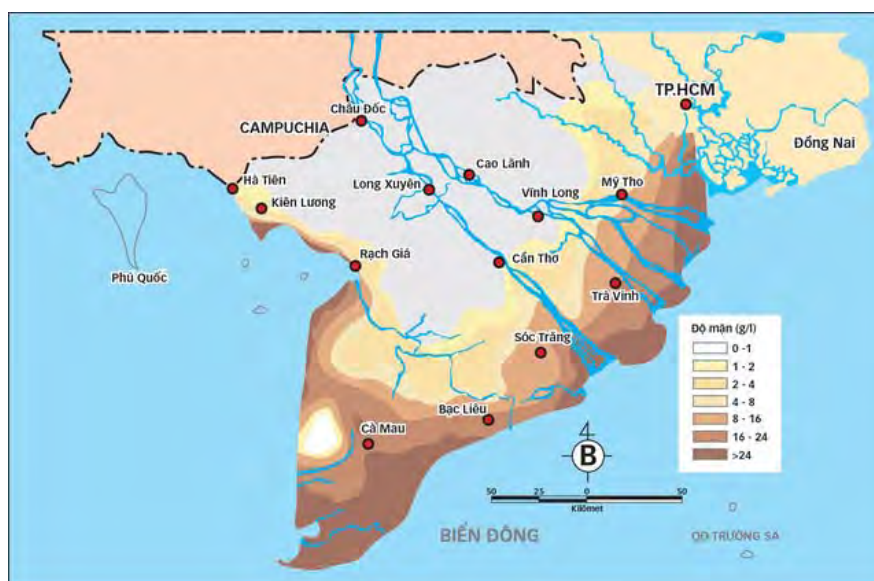 TP.HCM
Châu Đốc
CAMPUCHIA
Đồng Nai
Cao Lãnh
Hà Tiên
Long Xuyên
Mỹ Tho
Kiên Lương
Vĩnh Long
Rạch Giá
Cần Thơ
Phú Quốc
Trà Vinh
Sóc Trăng
Bạc Liêu
Cà Mau
Độ mặn (g/l)
0 -1
1 - 2
2 - 4
4 - 8
8 - 16
16 - 24
>24
B
50 25 0 50
Kilômet
BIỂN ĐÔNG
QĐ TRƯỜNG SA